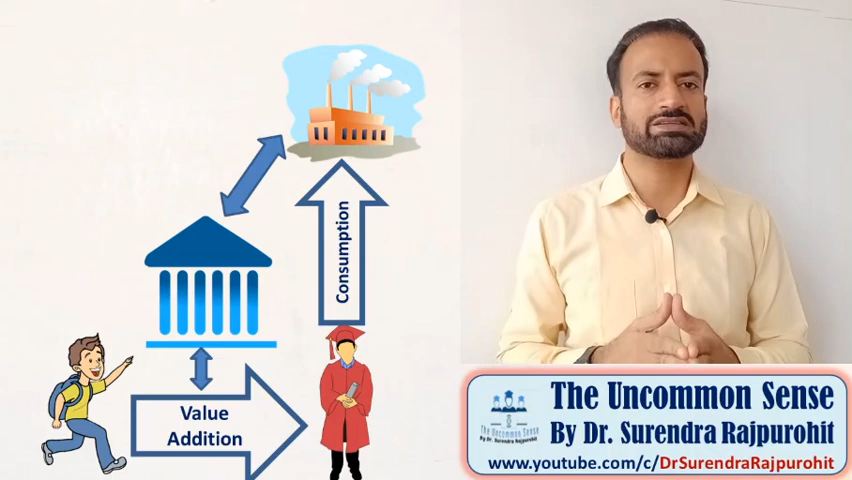 Consumption
Value
Addition
The Uncommon Sense
By Dr. Surendra Rajpurohit
The Uncommon Sense
By Dr. Surendra Rajpurohit
www.youtube.com/c/DrSurendraRajpurohit